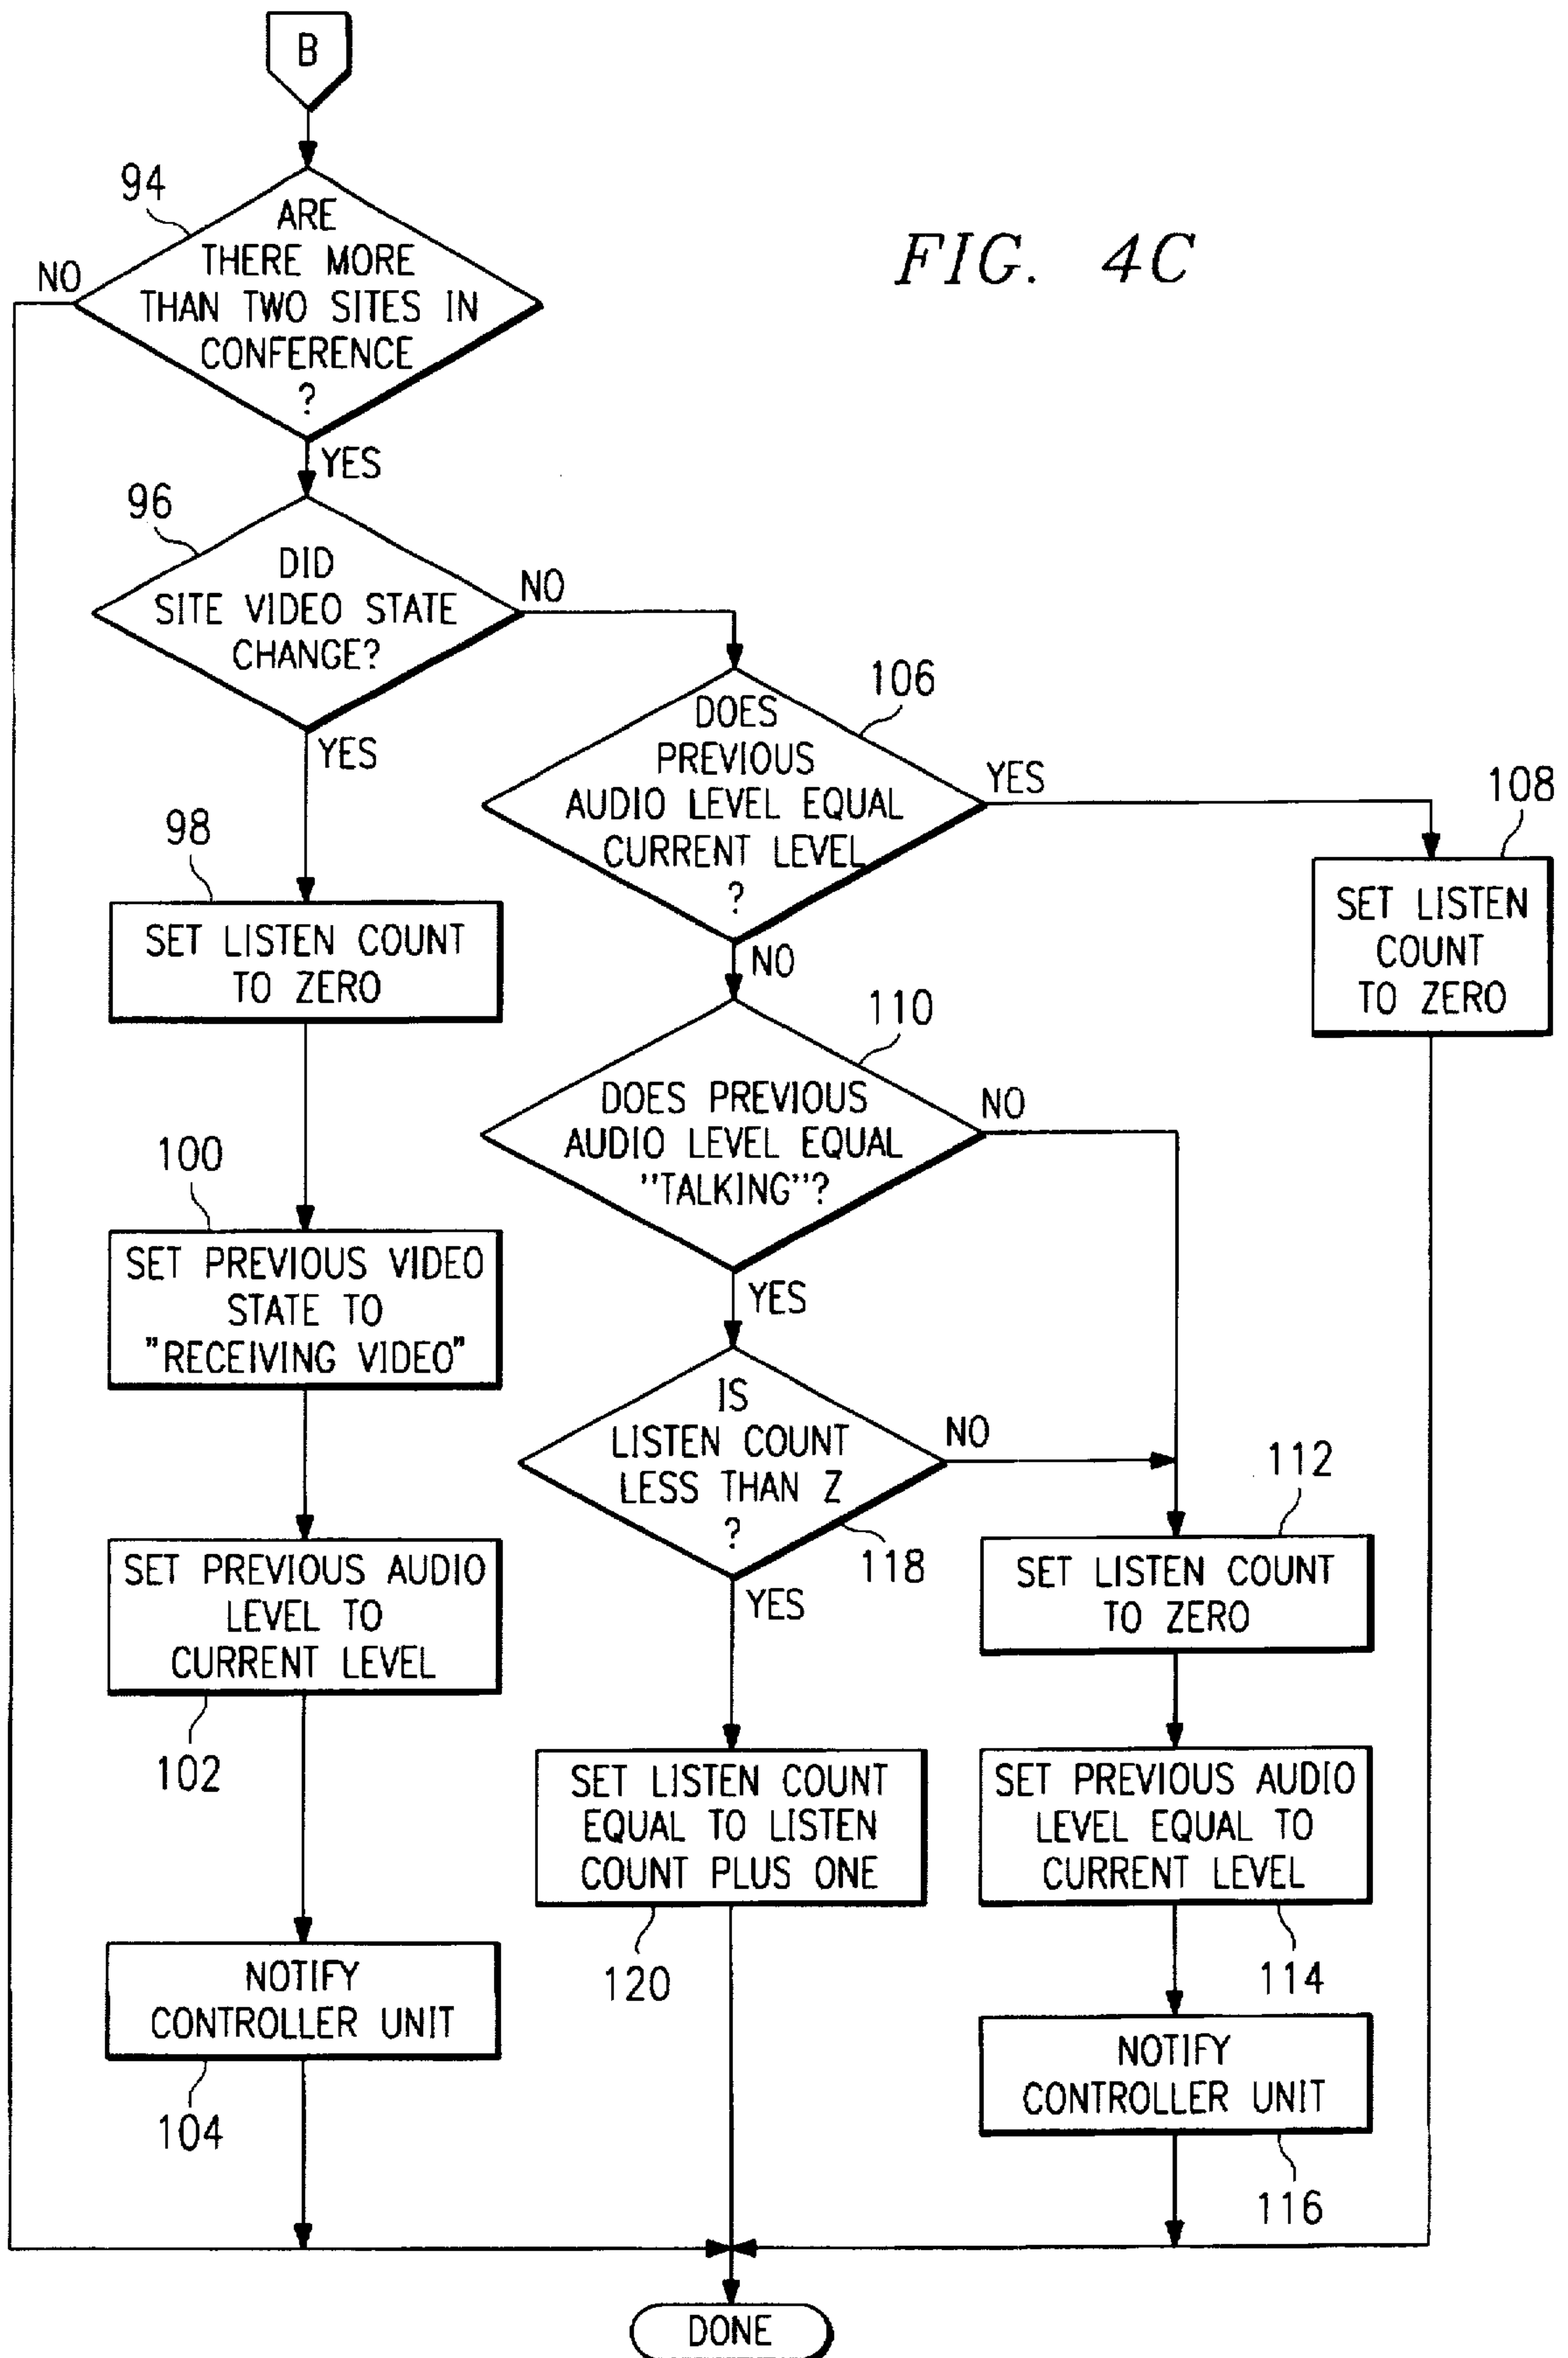 B
FIG. 4C
94
ARE
THERE MORE
THAN TWO SITES IN
CONFERENCE
?
NO
YES
96
DID
SITE VIDEO STATE
CHANGE?
NO
YES
106
DOES
PREVIOUS
AUDIO LEVEL EQUAL
CURRENT LEVEL
?
YES
NO
108
SET LISTEN
COUNT
TO ZERO
98
SET LISTEN COUNT
TO ZERO
110
DOES PREVIOUS
AUDIO LEVEL EQUAL
"TALKING"?
NO
YES
100
SET PREVIOUS VIDEO
STATE TO
"RECEIVING VIDEO"
IS
LISTEN COUNT
LESS THAN Z
?
NO
YES
118
112
SET LISTEN COUNT
TO ZERO
SET PREVIOUS AUDIO
LEVEL TO
CURRENT LEVEL
102
SET LISTEN COUNT
EQUAL TO LISTEN
COUNT PLUS ONE
120
SET PREVIOUS AUDIO
LEVEL EQUAL TO
CURRENT LEVEL
114
NOTIFY
CONTROLLER UNIT
104
NOTIFY
CONTROLLER UNIT
116
DONE